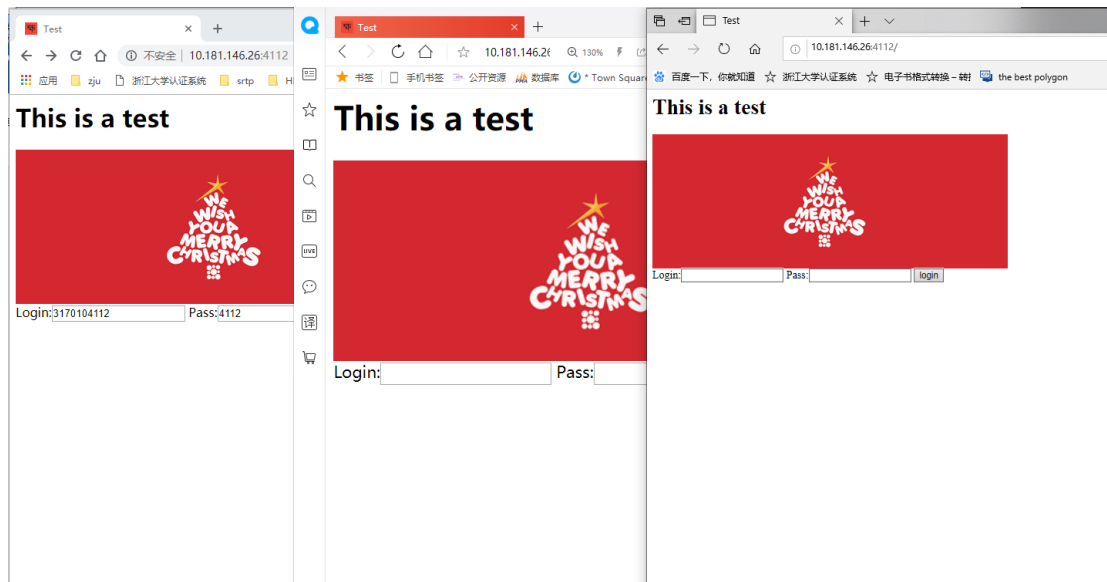 Test
不安全 | 10.181.146.26:4112
应用 zju 浙江大学认证系统 srtp H
This is a test
WE
WISH
YOU A
MERRY
CHRISTMAS
Login:3170104112 Pass:4112
LIVE
译
Test
10.181.146.26 130%
书签 手机书签 公开资源 数据库 * Town Square
This is a test
WE
WISH
YOU A
MERRY
CHRISTMAS
Login: Pass:
Test
10.181.146.26:4112/
百度一下，你就知道 浙江大学认证系统 电子书格式转换 – 转换 the best polygon
This is a test
WE
WISH
YOU A
MERRY
CHRISTMAS
Login: Pass: login